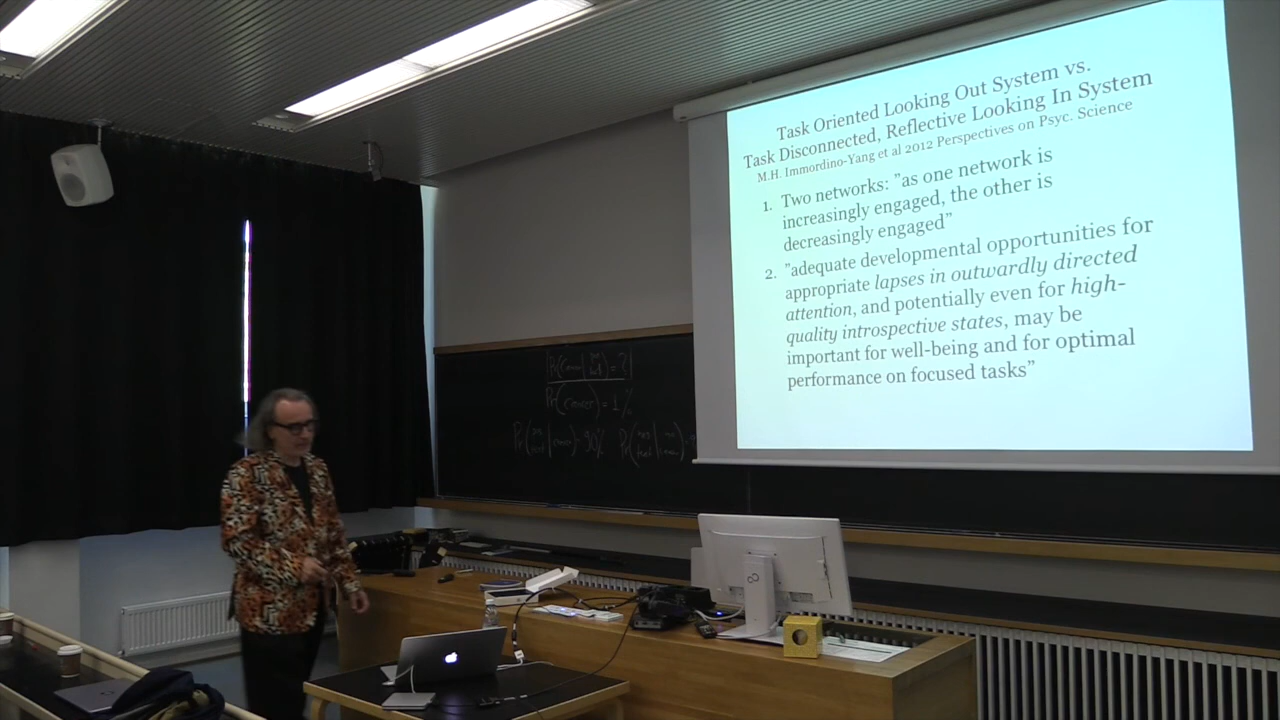 Task Oriented Looking Out System vs.
Task Disconnected, Reflective Looking In System
M.H. Immordino-Yang et al 2012 Perspectives on Psyc. Science
1. Two networks: "as one network is
increasingly engaged, the other is
decreasingly engaged"
2. "adequate developmental opportunities for
appropriate lapses in outwardly directed
attention, and potentially even for high-
quality introspective states, may be
important for well-being and for optimal
performance on focused tasks"
Pr(cancer) = 1%